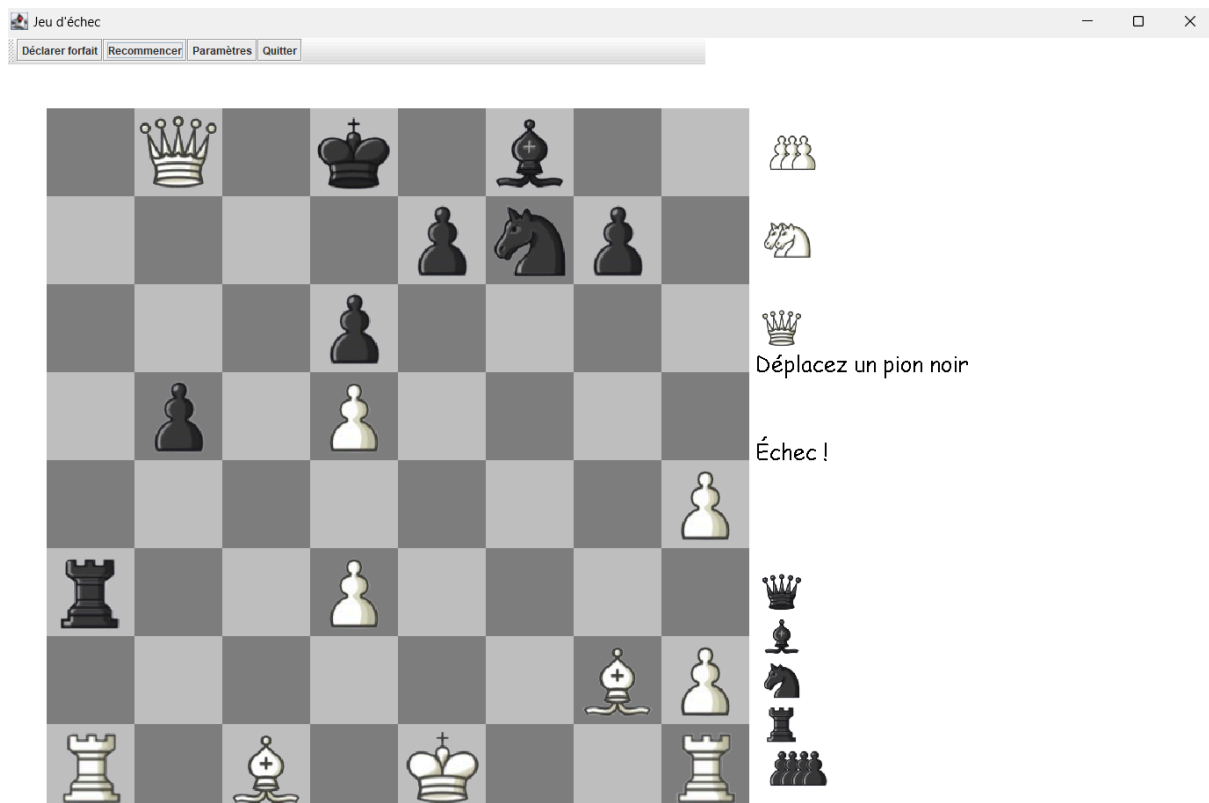 Jeu d'échec
Déclarer forfait Recommencer Paramètres Quitter
Déplacez un pion noir
Échec !